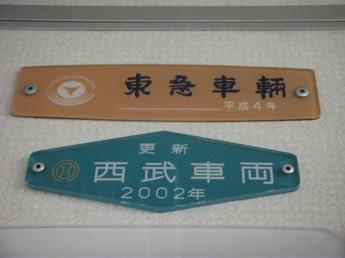 東急車輛
平成4年
更新
西武車両
2002年